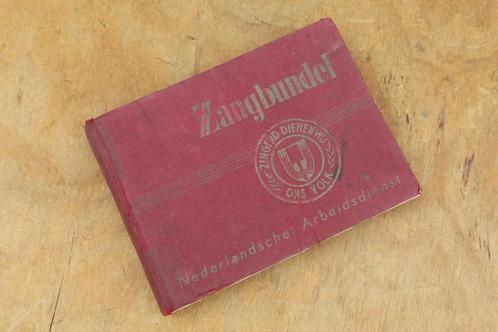 Zangbundel
ZINGEND DIENEN WIJ
ONS VOLK
Nederlandsche Arbeidsdienst